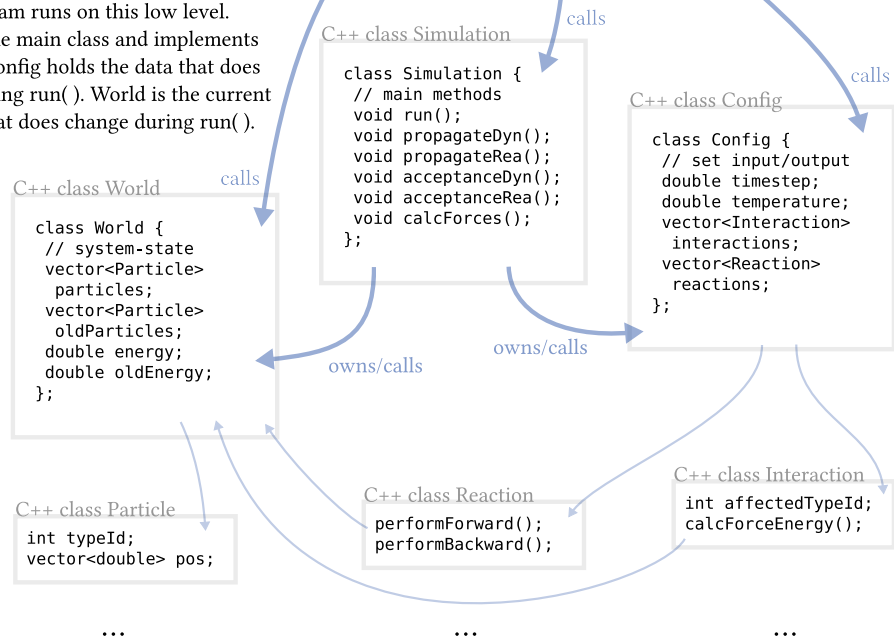 am runs on this low level.
e main class and implements
onfig holds the data that does
ing run( ). World is the current
at does change during run( ).
calls
C++ class Simulation
class Simulation {
// main methods
void run();
void propagateDyn();
void propagateRea();
void acceptanceDyn();
void acceptanceRea();
void calcForces();
};
calls
C++ class Config
class Config {
// set input/output
double timestep;
double temperature;
vector<Interaction>
interactions;
vector<Reaction>
reactions;
};
calls
C++ class World
class World {
// system-state
vector<Particle>
particles;
vector<Particle>
oldParticles;
double energy;
double oldEnergy;
};
owns/calls
owns/calls
C++ class Particle
int typeId;
vector<double> pos;
C++ class Reaction
performForward();
performBackward();
C++ class Interaction
int affectedTypeId;
calcForceEnergy();
...
...
...